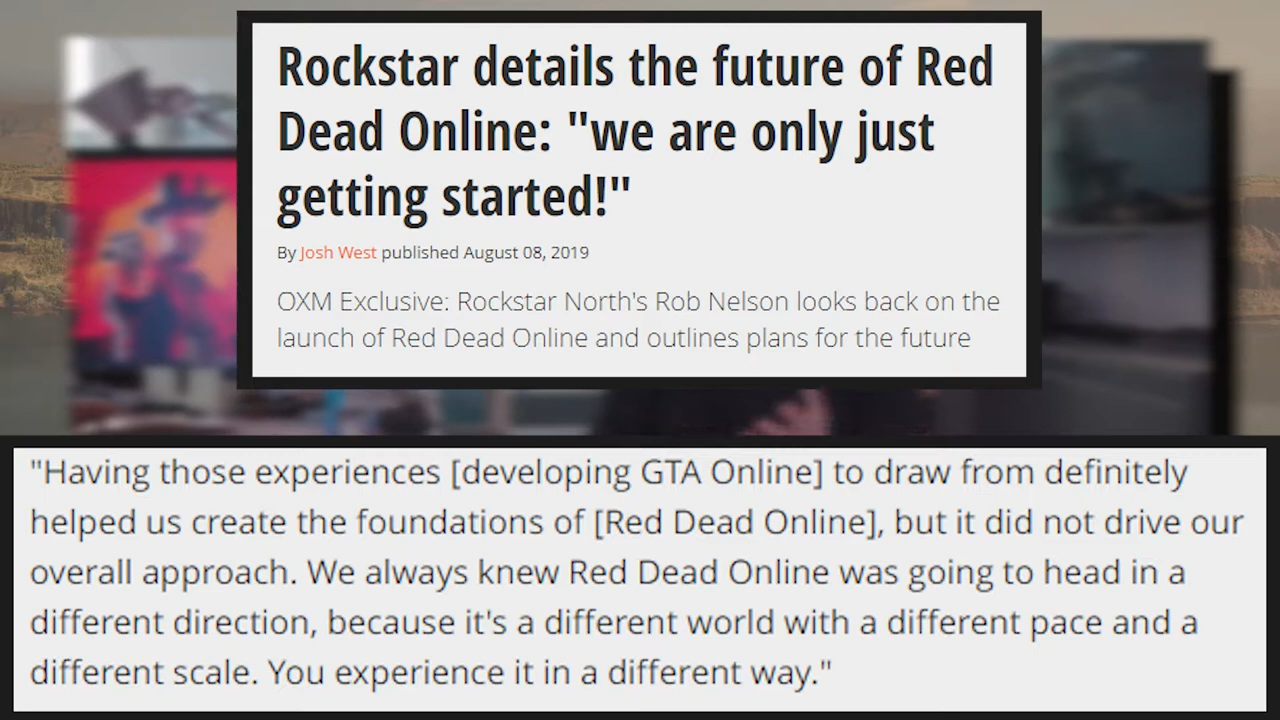 Rockstar details the future of Red
Dead Online: "we are only just
getting started!"
By Josh West published August 08, 2019
OXM Exclusive: Rockstar North's Rob Nelson looks back on the
launch of Red Dead Online and outlines plans for the future
"Having those experiences [developing GTA Online] to draw from definitely
helped us create the foundations of [Red Dead Online], but it did not drive our
overall approach. We always knew Red Dead Online was going to head in a
different direction, because it's a different world with a different pace and a
different scale. You experience it in a different way."